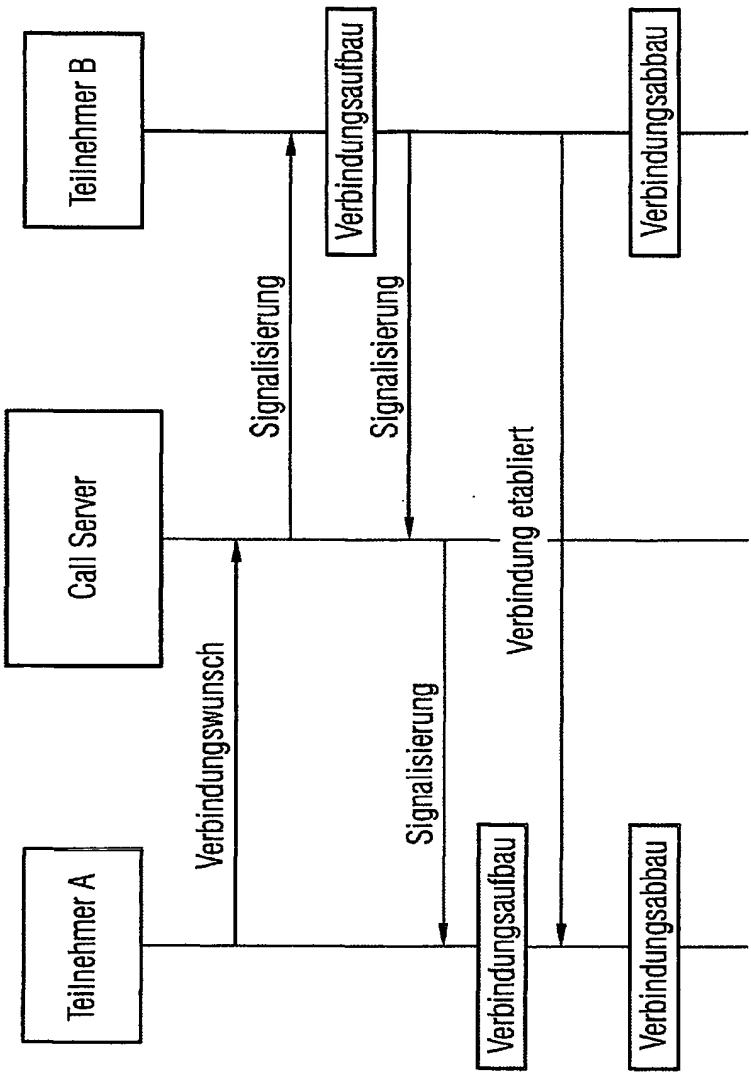 Teilnehmer A
Call Server
Teilnehmer B
Verbindungswunsch
Signalisierung
Verbindungsaufbau
Signalisierung
Signalisierung
Verbindungsaufbau
Verbindung etabliert
Verbindungsabbau
Verbindungsabbau